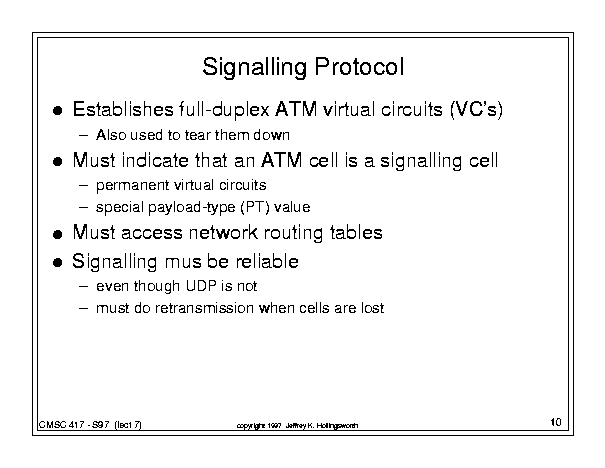 Signalling Protocol
● Establishes full-duplex ATM virtual circuits (VC's)
– Also used to tear them down
● Must indicate that an ATM cell is a signalling cell
– permanent virtual circuits
– special payload-type (PT) value
● Must access network routing tables
● Signalling mus be reliable
– even though UDP is not
– must do retransmission when cells are lost
CMSC 417 - S97 (lect7)
copyright 1997 Jeffrey K. Hollingsworth
10